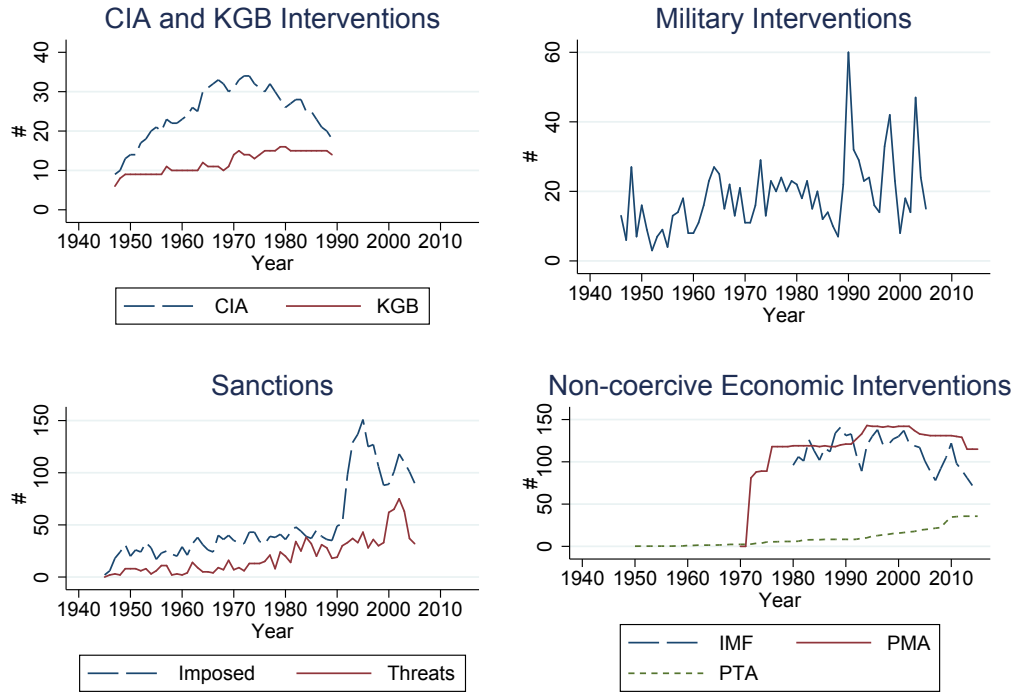 CIA and KGB Interventions
#
40
30
20
10
0
1940 1950 1960 1970 1980 1990 2000 2010
Year
CIA KGB
Military Interventions
#
60
40
20
0
1940 1950 1960 1970 1980 1990 2000 2010
Year
Sanctions
#
150
100
50
0
1940 1950 1960 1970 1980 1990 2000 2010
Year
Imposed Threats
Non-coercive Economic Interventions
#
150
100
50
0
1940 1950 1960 1970 1980 1990 2000 2010
Year
IMF PMA
PTA